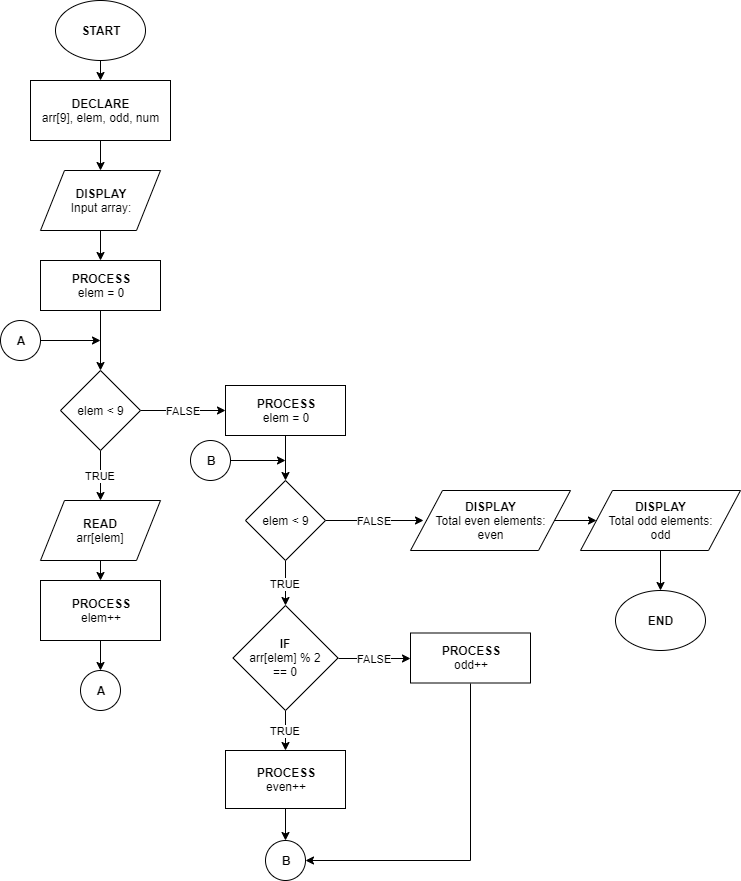 START
DECLARE
arr[9], elem, odd, num
DISPLAY
Input array:
PROCESS
elem = 0
A
elem < 9
FALSE
PROCESS
elem = 0
TRUE
READ
arr[elem]
PROCESS
elem++
A
B
elem < 9
FALSE
DISPLAY
Total even elements:
even
DISPLAY
Total odd elements:
odd
END
TRUE
IF
arr[elem] % 2
== 0
FALSE
PROCESS
odd++
TRUE
PROCESS
even++
B